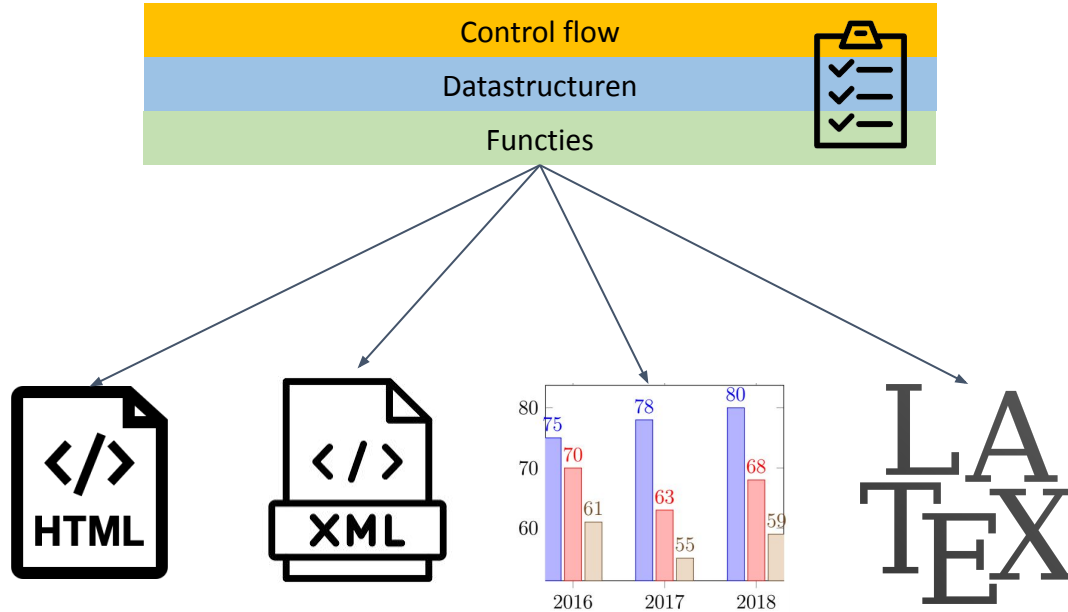 Control flow
Datastructuren
Functies
</>
HTML
</>
XML
80
70
60
75
70
61
78
63
55
80
68
59
2016 2017 2018
LATEX